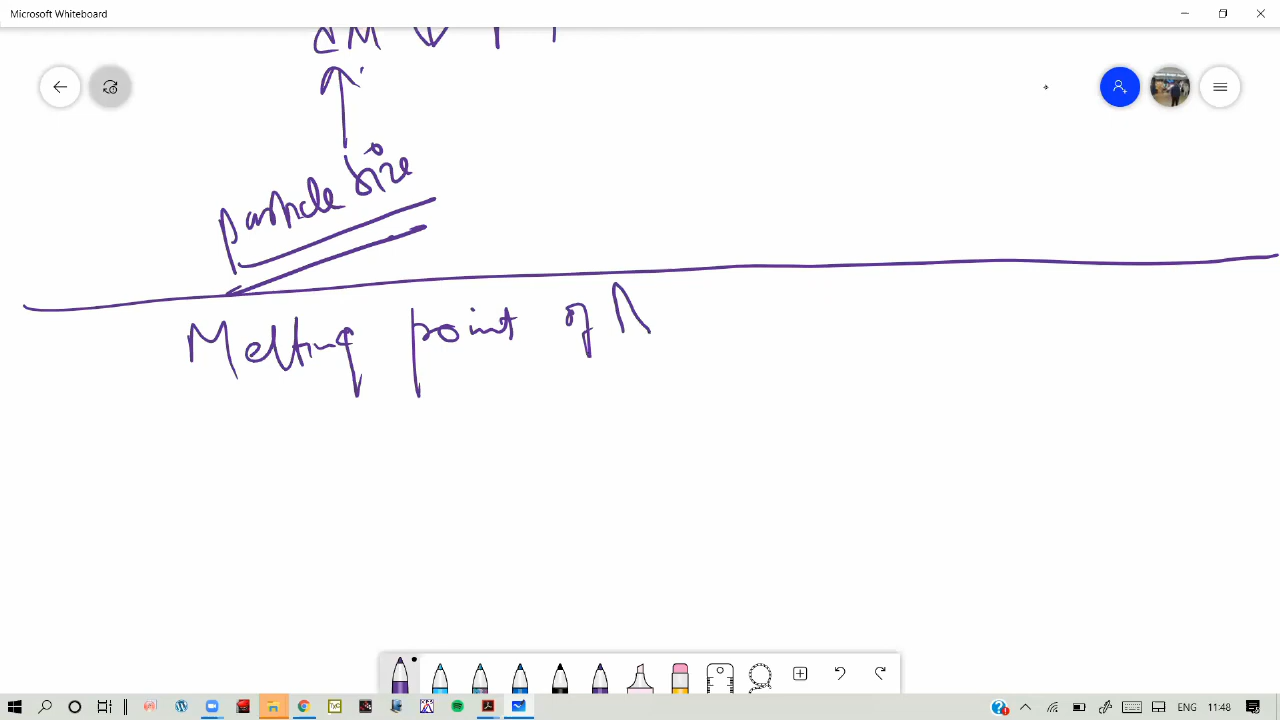 Microsoft Whiteboard
particle size
Melting point of
ENG
11:48